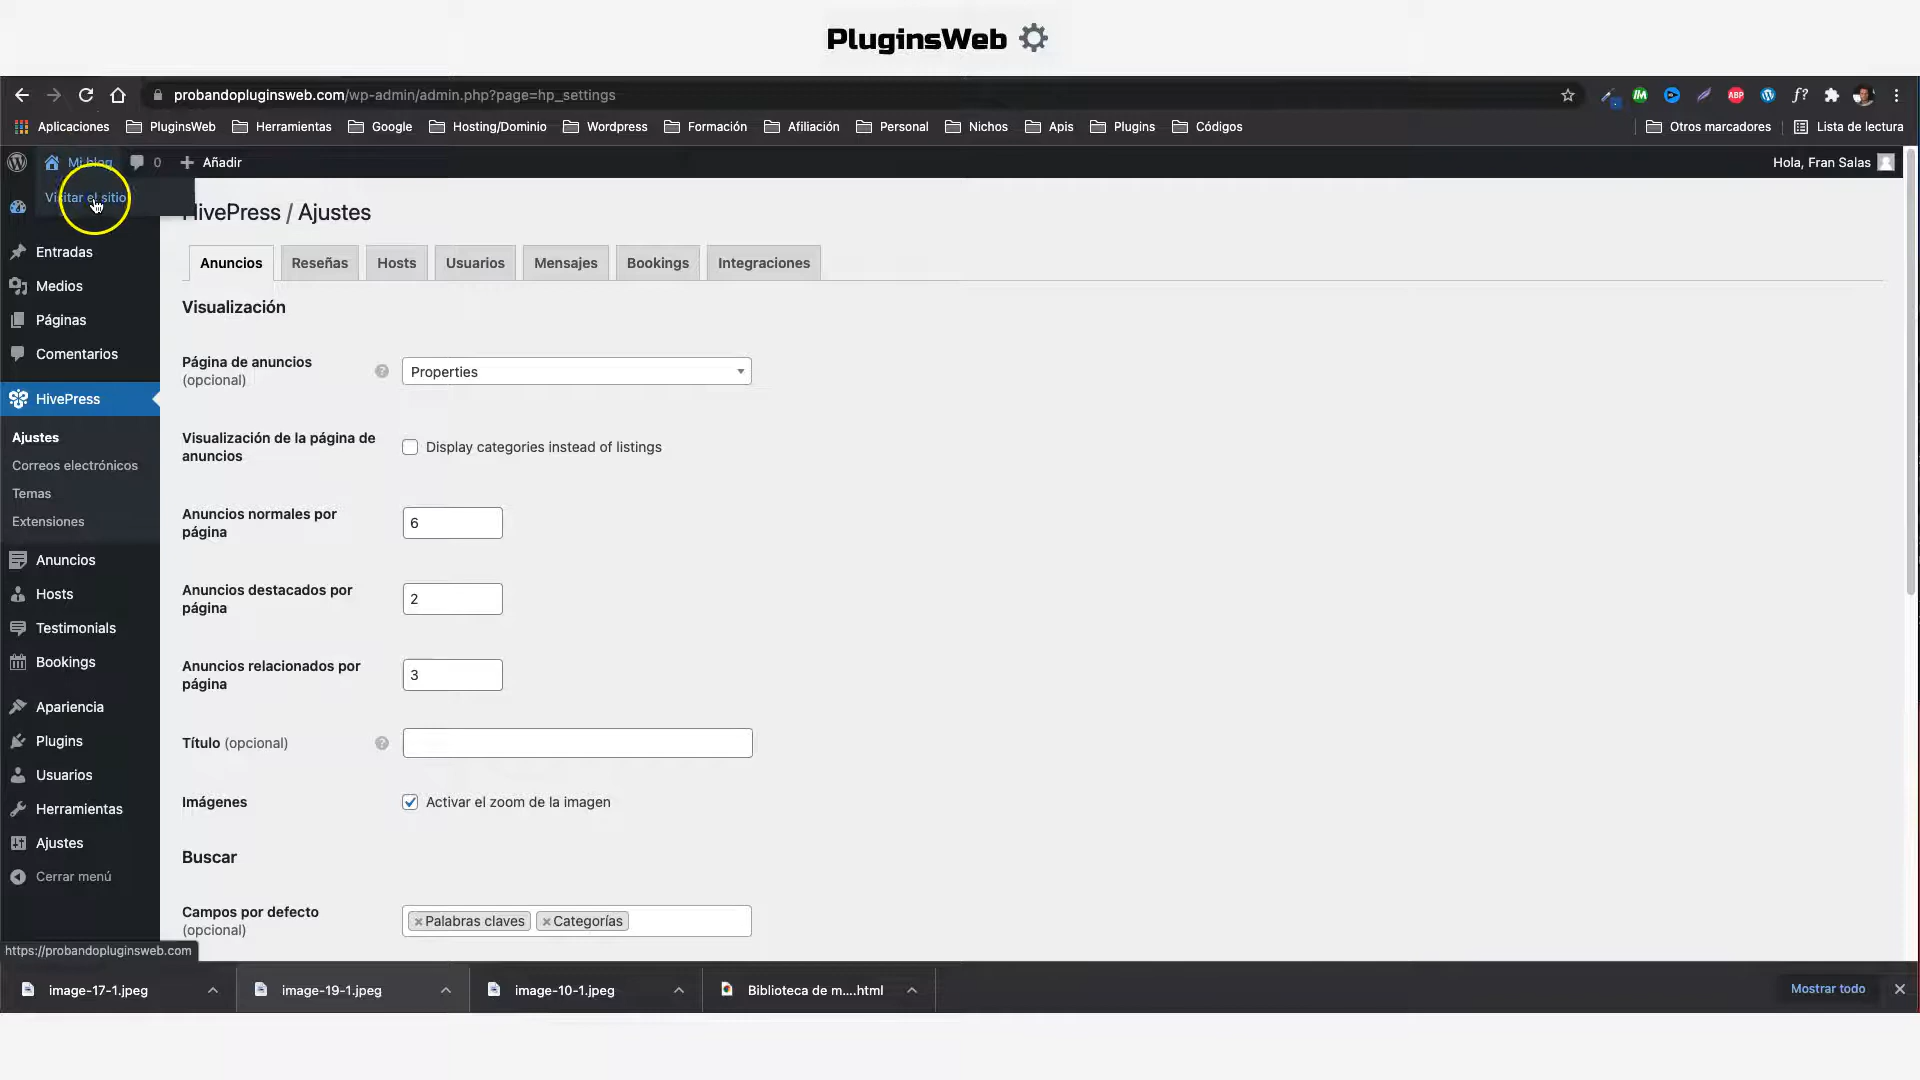 PluginsWeb
probandopluginsweb.com/wp-admin/admin.php?page=hp_settings
Aplicaciones PluginsWeb Herramientas Google Hosting/Dominio Wordpress Formación Afiliación Personal Nichos Apis Plugins Códigos Otros marcadores Lista de lectura
Mi blog 0 Añadir Hola, Fran Salas
Visitar el sitio
HivePress / Ajustes
Entradas
Medios
Páginas
Comentarios
HivePress
Ajustes
Correos electrónicos
Temas
Extensiones
Anuncios
Hosts
Testimonials
Bookings
Apariencia
Plugins
Usuarios
Herramientas
Ajustes
Cerrar menú
Anuncios Reseñas Hosts Usuarios Mensajes Bookings Integraciones
Visualización
Página de anuncios
(opcional)
? Properties
Visualización de la página de
anuncios
Display categories instead of listings
Anuncios normales por
página
6
Anuncios destacados por
página
2
Anuncios relacionados por
página
3
Título (opcional) ?
Imágenes Activar el zoom de la imagen
Buscar
Campos por defecto
(opcional)
×Palabras claves ×Categorías
https://probandopluginsweb.com
image-17-1.jpeg image-19-1.jpeg image-10-1.jpeg Biblioteca de m....html Mostrar todo